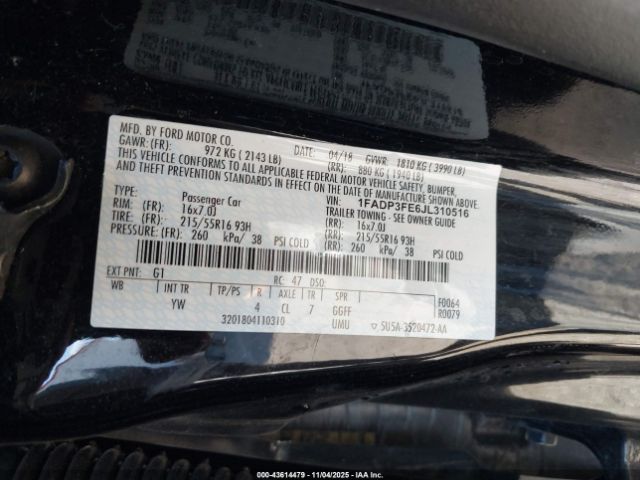 MFD. BY FORD MOTOR CO.
04/18 GVWR: 1810 KG ( 3990 LB)
GAWR: (FR): 972 KG ( 2143 LB) (RR): 880 KG ( 1940 LB)
THIS VEHICLE CONFORMS TO ALL APPLICABLE FEDERAL MOTOR VEHICLE SAFETY, BUMPER,
AND THEFT PREVENTION STANDARDS IN EFFECT ON THE DATE OF MANUFACTURE SHOWN ABOVE.
VIN: 1FADP3FE6JL310516
TYPE: Passenger Car TRAILER TOWING - SEE OWNER GUIDE
RIM: (FR) 16x7.0J (RR) 16x7.0J
TIRE: (FR) 215/55R16 93H (RR) 215/55R16 93H
PRESSURE: (FR) 260 kPa/ 38 PSI COLD (RR) 260 kPa/ 38 PSI COLD
EXT PNT: G1 RC: 47 DSO:
WB INT TR TP/PS R AXLE TR SPR F0064
YW 4 CL 7 GGFF R0079
3201804110310 UMU SU5A-3520472-AA
000-43614479 - 11/04/2025 - IAAI.COM